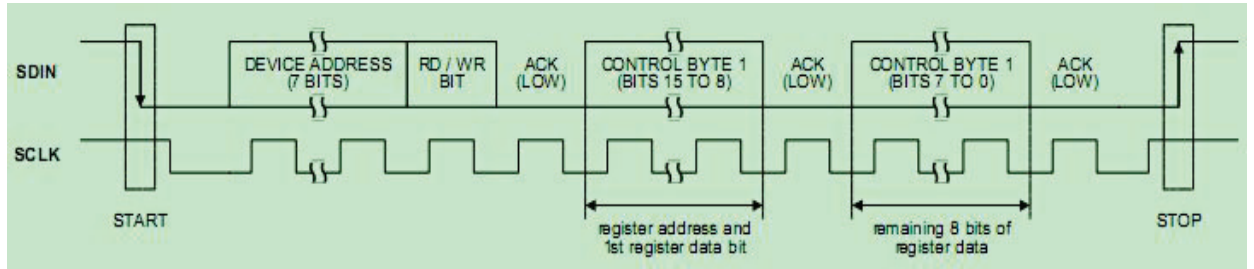 SDIN
DEVICE ADDRESS
(7 BITS)
RD / WR
BIT
ACK
(LOW)
CONTROL BYTE 1
(BITS 15 TO 8)
ACK
(LOW)
CONTROL BYTE 1
(BITS 7 TO 0)
ACK
(LOW)
SCLK
START
register address and
1st register data bit
remaining 8 bits of
register data
STOP